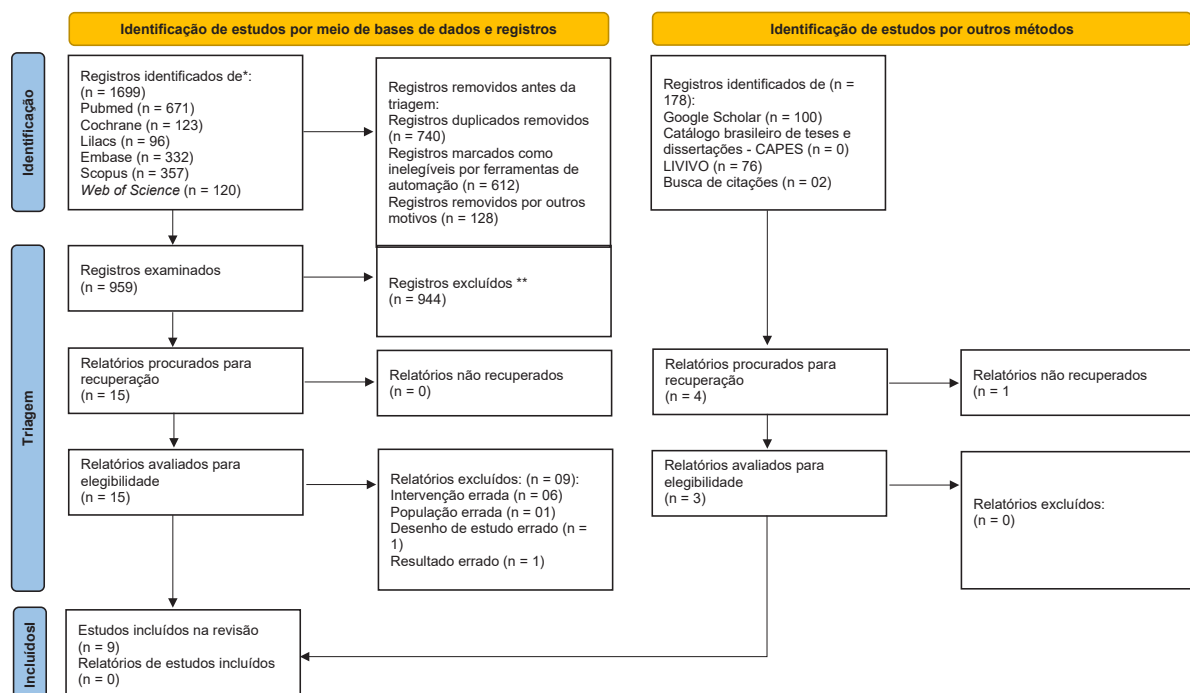 Identificação de estudos por meio de bases de dados e registros
Identificação de estudos por outros métodos
Identificação
Registros identificados de*:
(n = 1699)
Pubmed (n = 671)
Cochrane (n = 123)
Lilacs (n = 96)
Embase (n = 332)
Scopus (n = 357)
Web of Science (n = 120)
Registros removidos antes da
triagem:
Registros duplicados removidos
(n = 740)
Registros marcados como
inelegíveis por ferramentas de
automação (n = 612)
Registros removidos por outros
motivos (n = 128)
Registros identificados de (n =
178):
Google Scholar (n = 100)
Catálogo brasileiro de teses e
dissertações - CAPES (n = 0)
LIVIVO (n = 76)
Busca de citações (n = 02)
Triagem
Registros examinados
(n = 959)
Registros excluídos **
(n = 944)
Relatórios procurados para
recuperação
(n = 15)
Relatórios não recuperados
(n = 0)
Relatórios procurados para
recuperação
(n = 4)
Relatórios não recuperados
(n = 1
Relatórios avaliados para
elegibilidade
(n = 15)
Relatórios excluídos: (n = 09):
Intervenção errada (n = 06)
População errada (n = 01)
Desenho de estudo errado (n =
1)
Resultado errado (n = 1)
Relatórios avaliados para
elegibilidade
(n = 3)
Relatórios excluídos:
(n = 0)
IncluídosI
Estudos incluídos na revisão
(n = 9)
Relatórios de estudos incluídos
(n = 0)